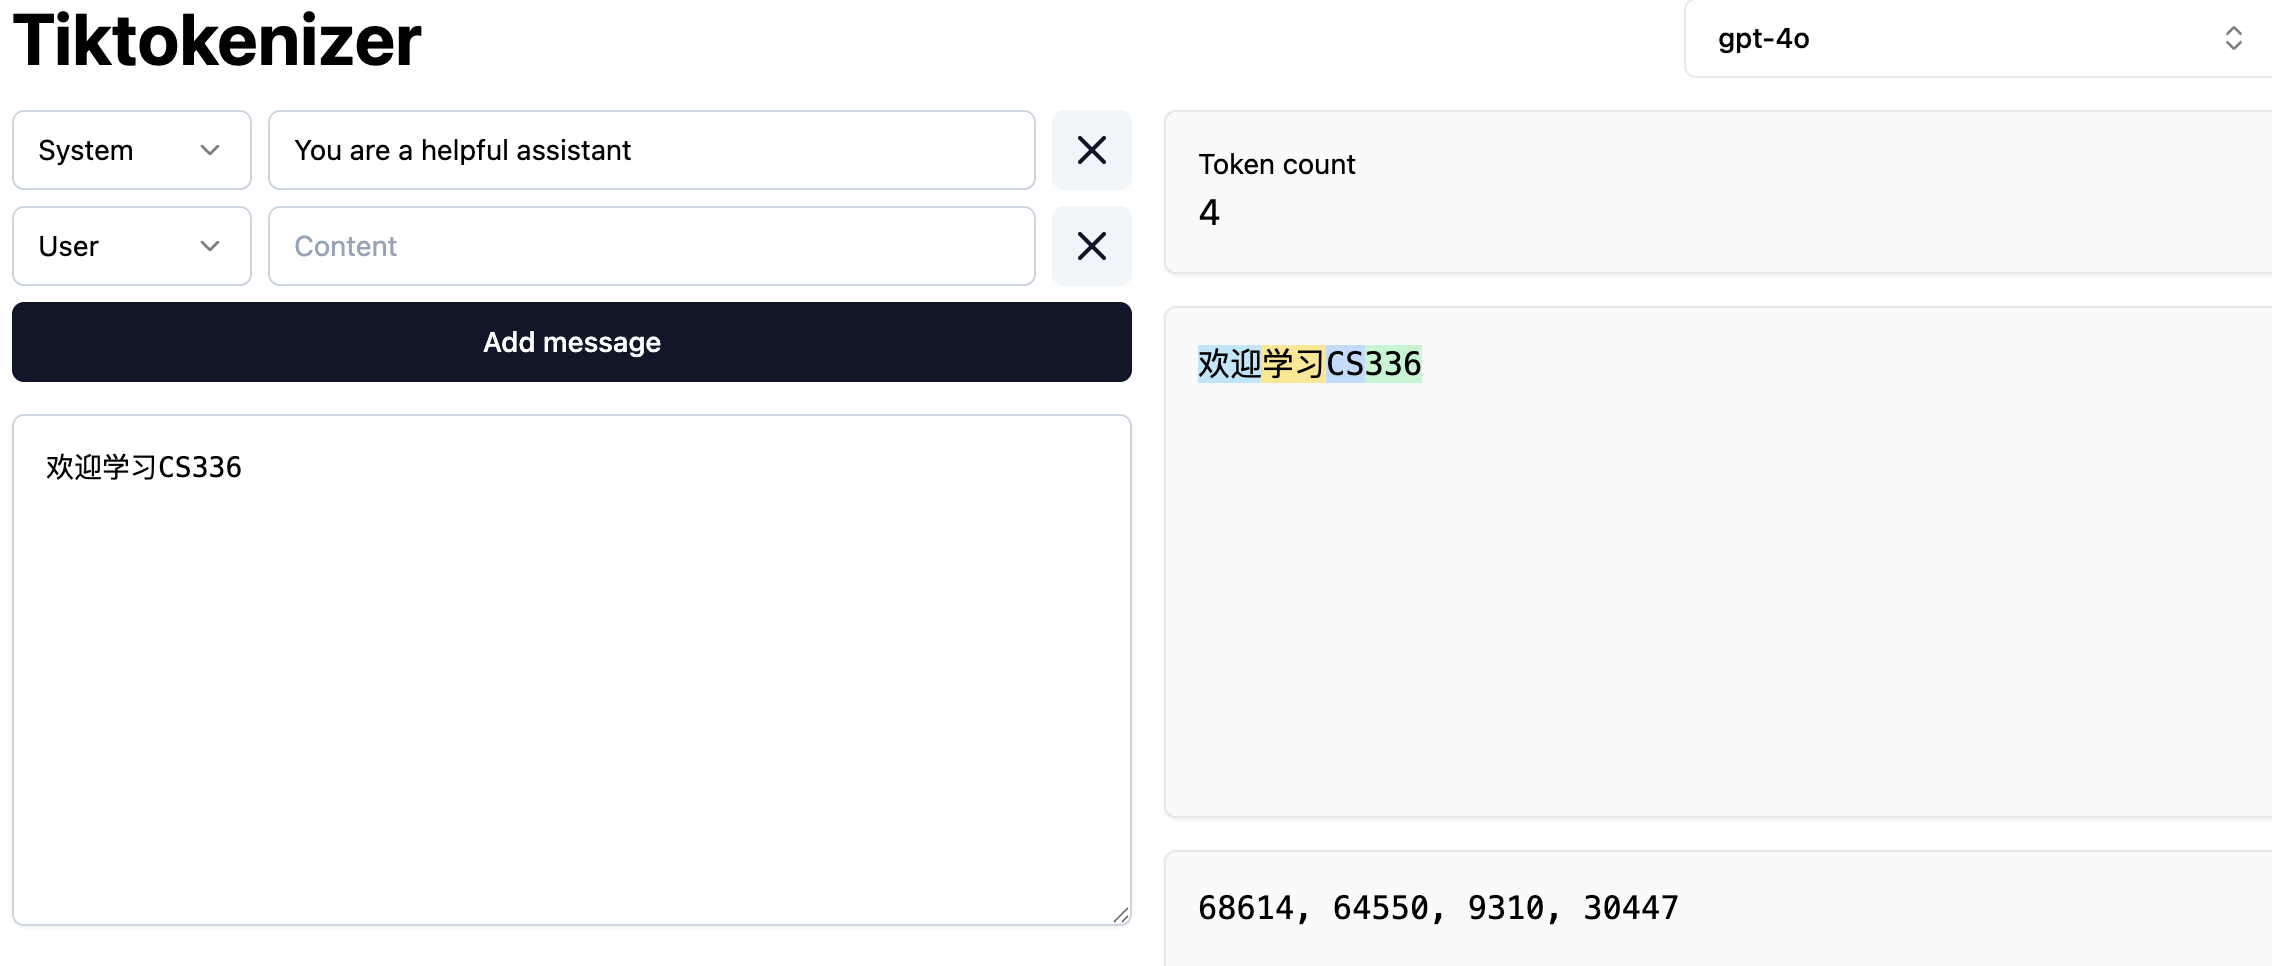 Tiktokenizer
gpt-4o
System
You are a helpful assistant
User
Content
Add message
欢迎学习CS336
Token count
4
欢迎学习CS336
68614, 64550, 9310, 30447